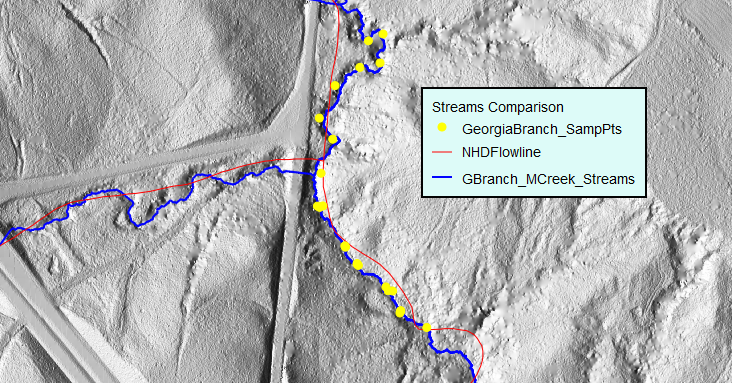 Streams Comparison
GeorgiaBranch_SampPts
NHDFlowline
GBranch_MCreek_Streams